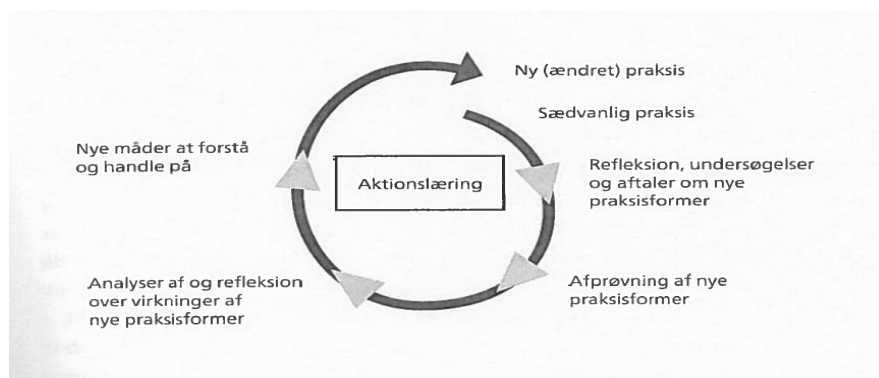 Ny (ændret) praksis
Sædvanlig praksis
Refleksion, undersøgelser
og aftaler om nye
praksisformer
Afprøvning af nye
praksisformer
Analyser af og refleksion
over virkninger af
nye praksisformer
Nye måder at forstå
og handle på
Aktionslæring